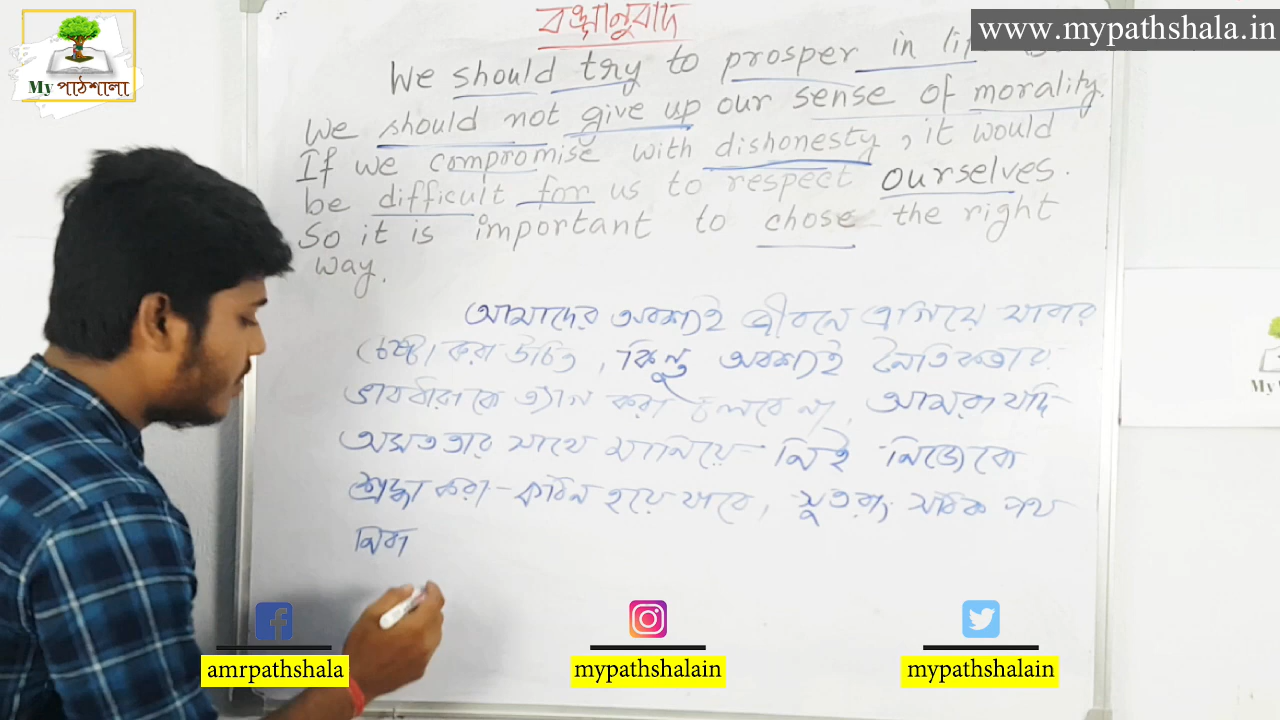 My পাঠশালা
www.mypathshala.in
বঙ্গানুবাদ
We should try to prosper in
we should not give up our sense of morality.
If we compromise with dishonesty, it would
be difficult for us to respect ourselves.
So it is important to chose the right
way.
আমাদের অবশ্যই জীবনে এগিয়ে যাবার
চেষ্টা করা উচিত, কিন্তু অবশ্যই নৈতিকতার
ভাবধারাকে ত্যাগ করা চলবে না, আমরা যদি
অসততার সাথে মানিয়ে নিই নিজেকে
শ্রদ্ধা করা কঠিন হয়ে যাবে, সুতরাং সঠিক পথ
নির্বা
My
amrpathshala
mypathshalain
mypathshalain